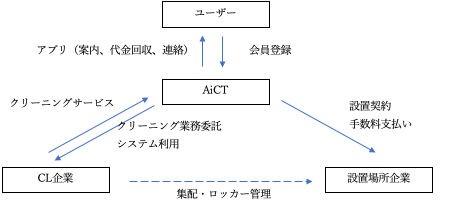 ユーザー
アプリ（案内、代金回収、連絡）
会員登録
AiCT
クリーニングサービス
設置契約
手数料支払い
クリーニング業務委託
システム利用
CL企業
設置場所企業
集配・ロッカー管理